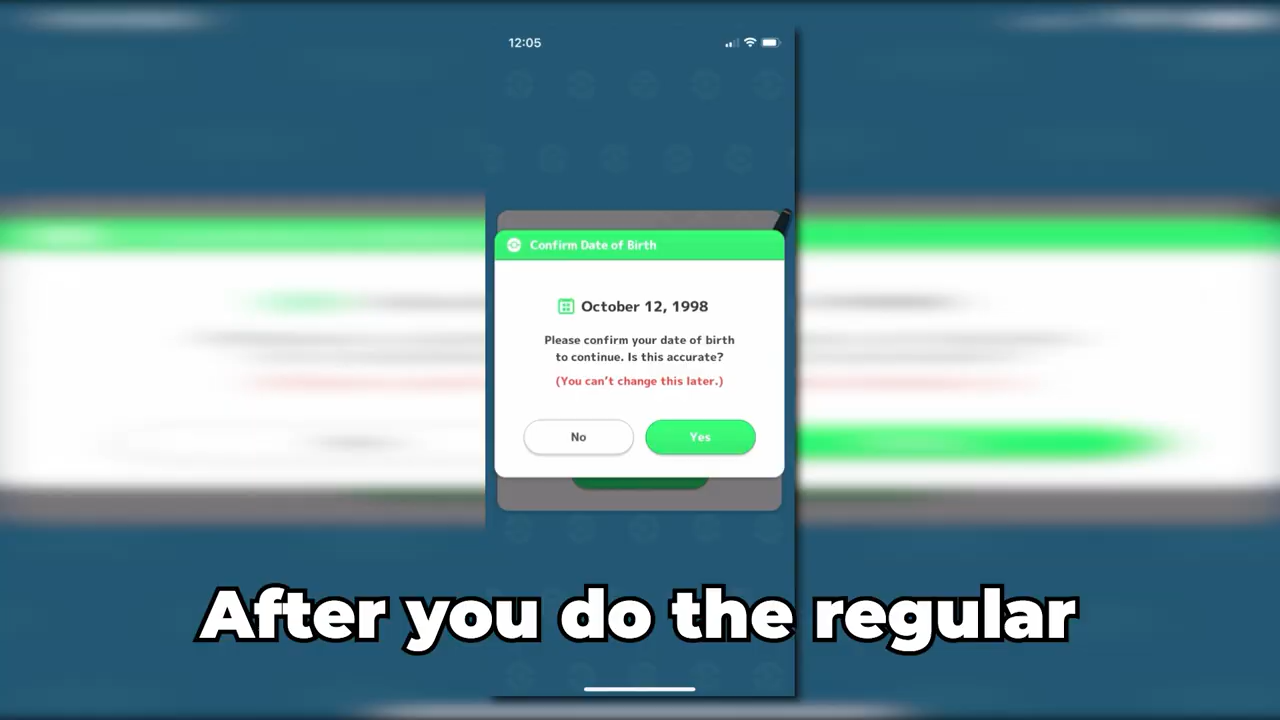 12:05
Confirm Date of Birth
October 12, 1998
Please confirm your date of birth
to continue. Is this accurate?
(You can't change this later.)
No
Yes
After you do the regular